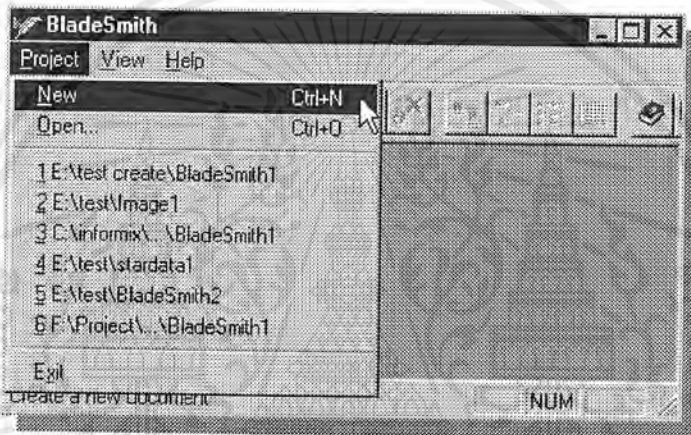 BladeSmith
Project View Help
New Ctrl+N
Open... Ctrl+O
1 E:\test create\BladeSmith1
2 E:\test\Image1
3 C:\informix\...\BladeSmith1
4 E:\test\stardata1
5 E:\test\BladeSmith2
6 F:\Project\...\BladeSmith1
Exit
Create a new document
NUM